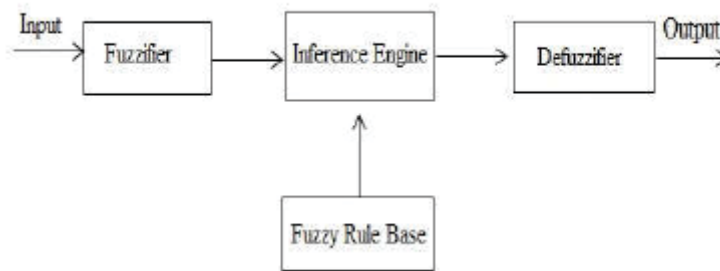 Input
Fuzzifier
Inference Engine
Defuzzifier
Output
Fuzzy Rule Base